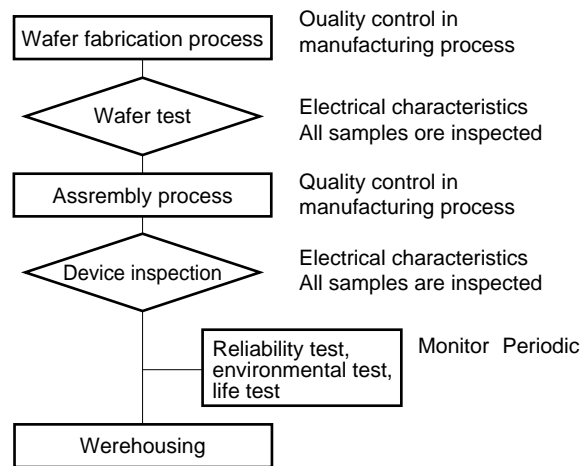 Wafer fabrication process
Ouality control in
manufacturing process
Wafer test
Electrical characteristics
All samples ore inspected
Assrembly process
Quality control in
manufacturing process
Device inspection
Electrical characteristics
All samples are inspected
Reliability test,
environmental test,
life test
Monitor Periodic
Werehousing